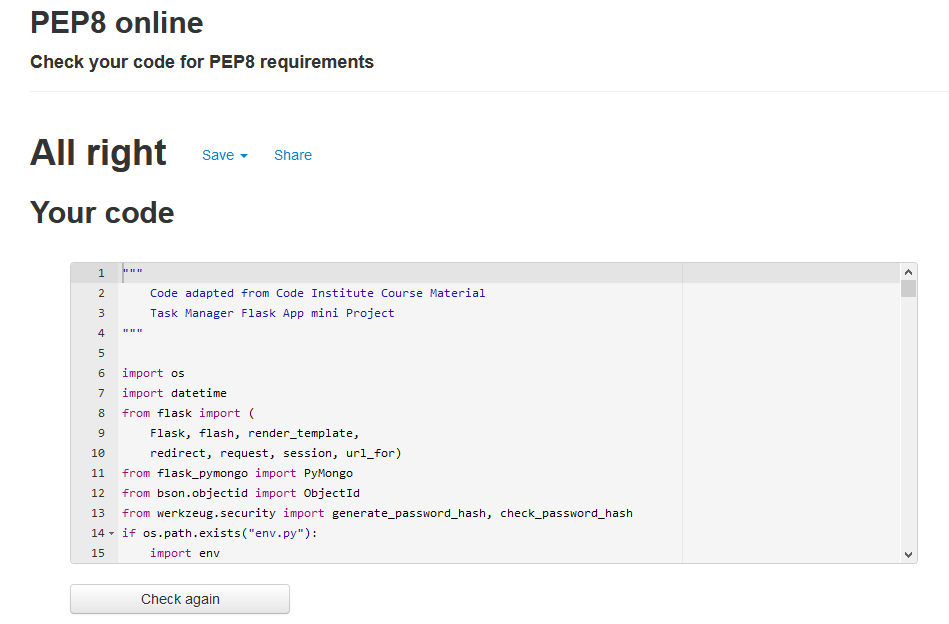 PEP8 online
Check your code for PEP8 requirements
All right Save Share
Your code
1 """
2     Code adapted from Code Institute Course Material
3     Task Manager Flask App mini Project
4 """
5
6 import os
7 import datetime
8 from flask import (
9     Flask, flash, render_template,
10     redirect, request, session, url_for)
11 from flask_pymongo import PyMongo
12 from bson.objectid import ObjectId
13 from werkzeug.security import generate_password_hash, check_password_hash
14 if os.path.exists("env.py"):
15     import env
Check again